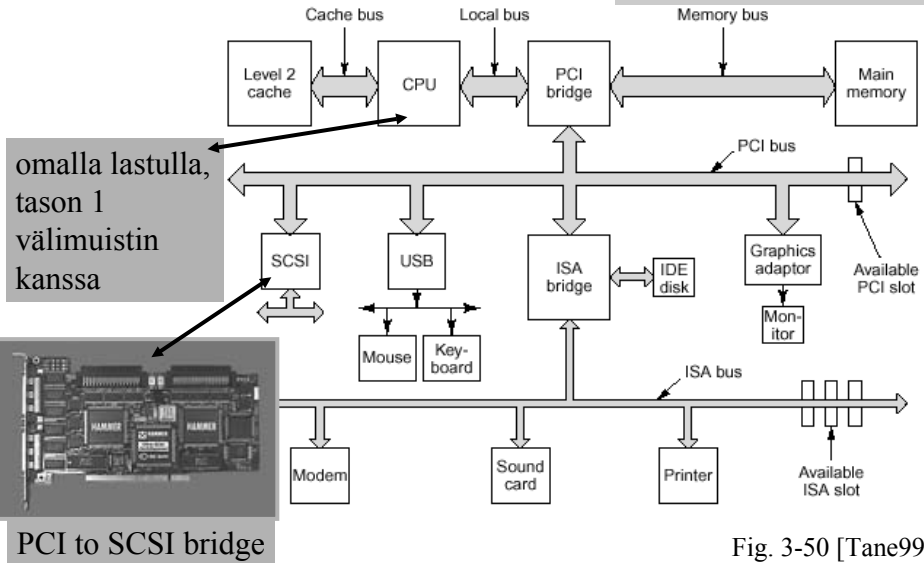 Cache bus
Local bus
Memory bus
Level 2
cache
CPU
PCI
bridge
Main
memory
omalla lastulla,
tason 1
välimuistin
kanssa
PCI bus
SCSI
USB
ISA
bridge
IDE
disk
Graphics
adaptor
Mon-
itor
Available
PCI slot
Mouse
Key-
board
ISA bus
HAMMER
HAMMER
Modem
Sound
card
Printer
Available
ISA slot
PCI to SCSI bridge
Fig. 3-50 [Tane99